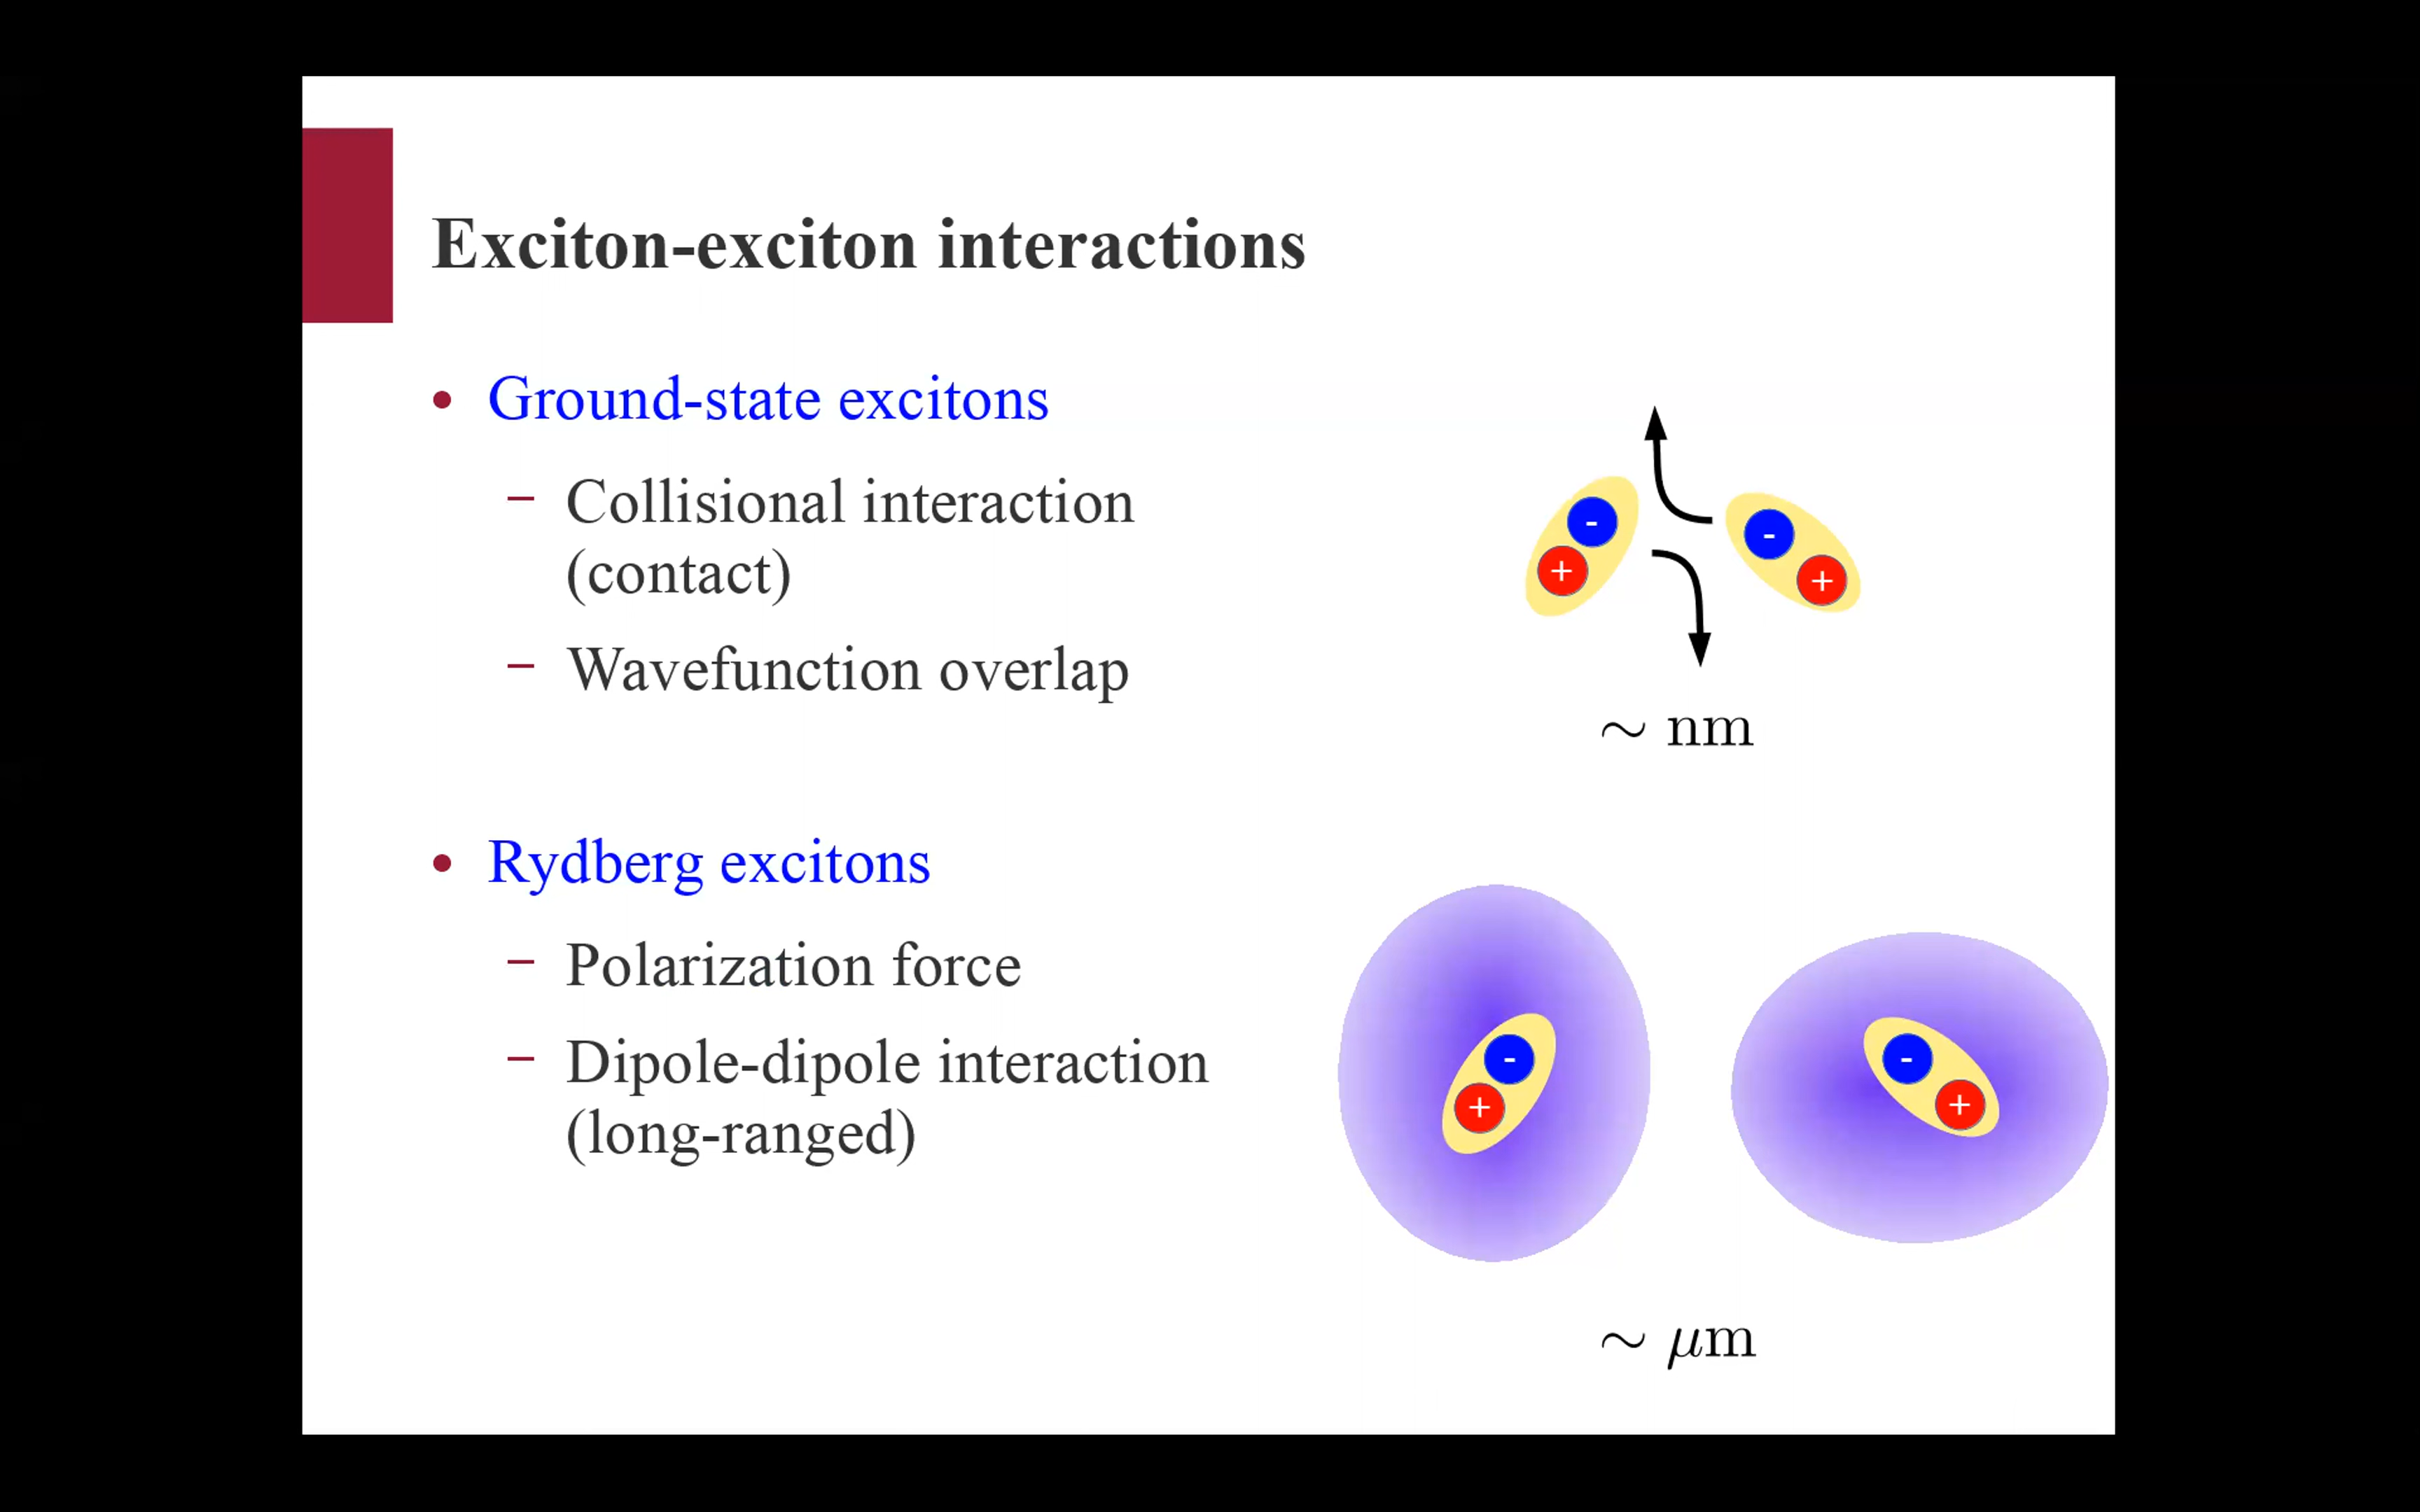 Exciton-exciton interactions
• Ground-state excitons
– Collisional interaction
(contact)
– Wavefunction overlap
- +
- +
∼ nm
• Rydberg excitons
– Polarization force
– Dipole-dipole interaction
(long-ranged)
- +
- +
∼ μm